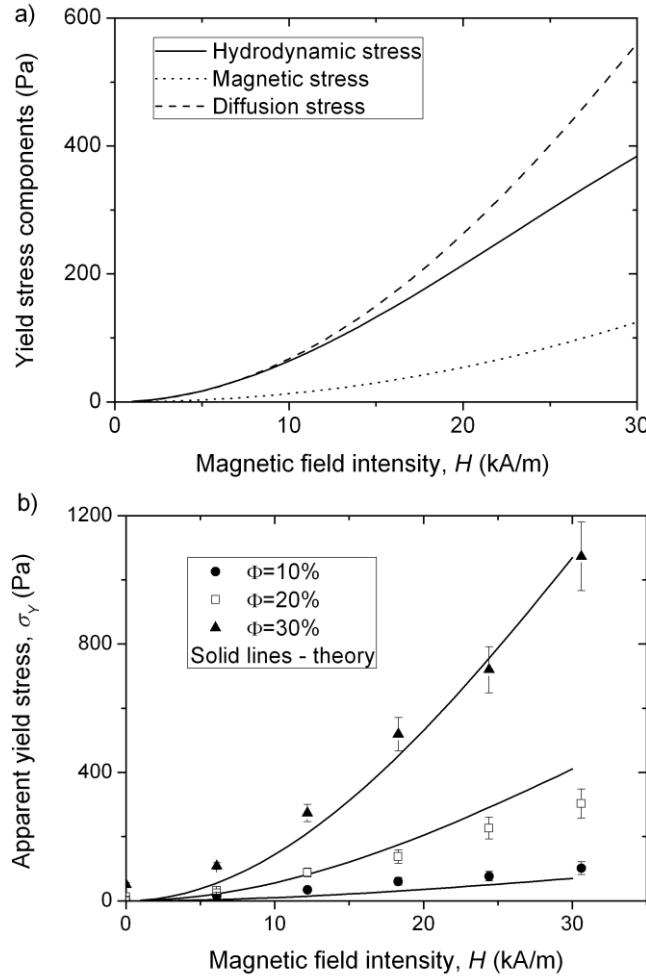 a)
600
400
200
0
Yield stress components (Pa)
Hydrodynamic stress
Magnetic stress
Diffusion stress
0 10 20 30
Magnetic field intensity, H (kA/m)
b)
1200
800
400
0
Apparent yield stress, σY (Pa)
Φ=10%
Φ=20%
Φ=30%
Solid lines - theory
0 10 20 30
Magnetic field intensity, H (kA/m)